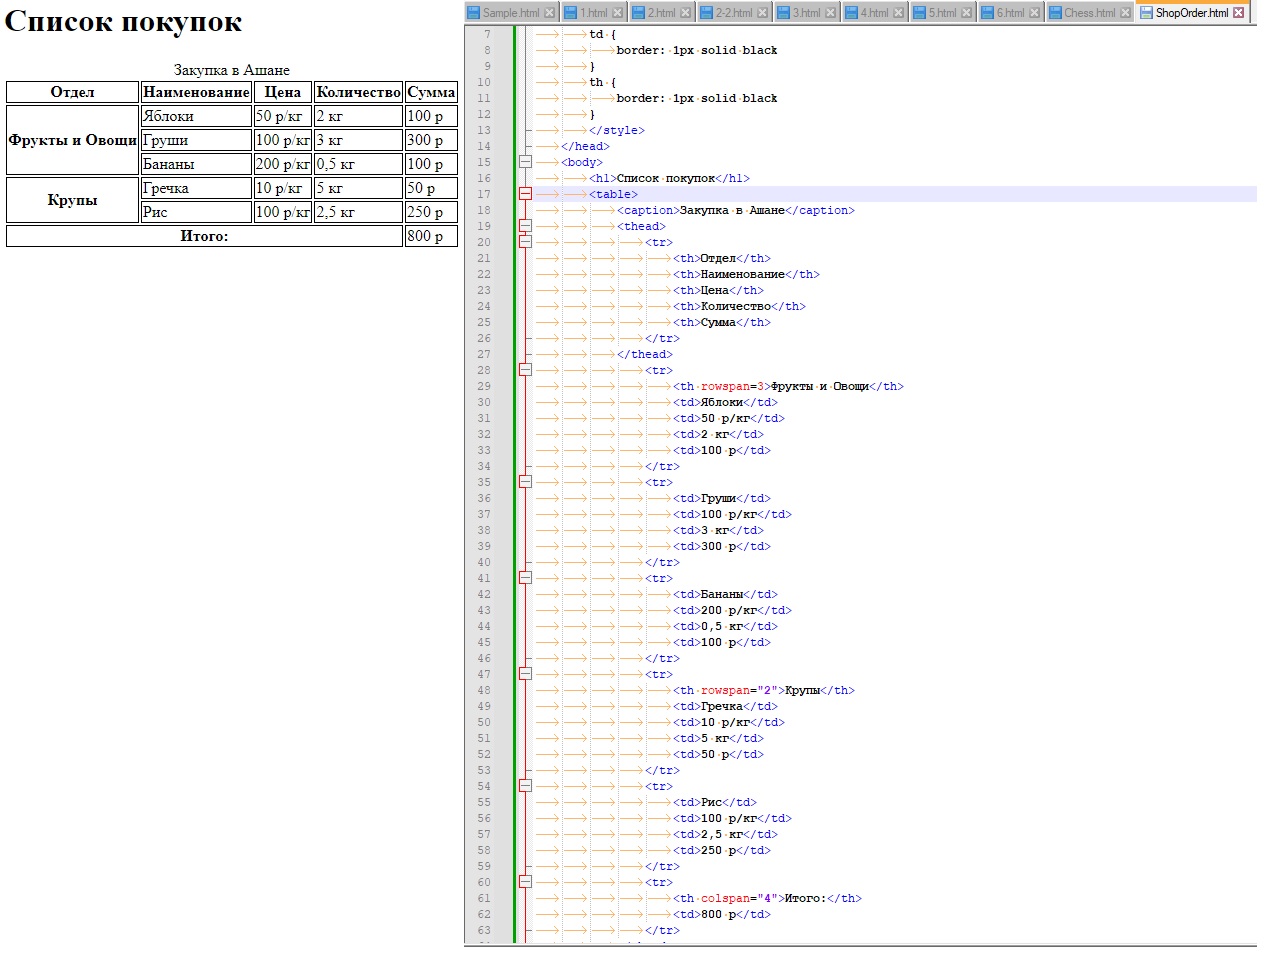 Список покупок
Закупка в Ашане
Отдел Наименование Цена Количество Сумма
Фрукты и Овощи Яблоки 50 р/кг 2 кг 100 р
Груши 100 р/кг 3 кг 300 р
Бананы 200 р/кг 0,5 кг 100 р
Крупы Гречка 10 р/кг 5 кг 50 р
Рис 100 р/кг 2,5 кг 250 р
Итого: 800 р
Sample.html 1.html 2.html 2-2.html 3.html 4.html 5.html 6.html Chess.html ShopOrder.html
7 td {
8 border: 1px solid black
9 }
10 th {
11 border: 1px solid black
12 }
13 </style>
14 </head>
15 <body>
16 <h1>Список покупок</h1>
17 <table>
18 <caption>Закупка в Ашане</caption>
19 <thead>
20 <tr>
21 <th>Отдел</th>
22 <th>Наименование</th>
23 <th>Цена</th>
24 <th>Количество</th>
25 <th>Сумма</th>
26 </tr>
27 </thead>
28 <tr>
29 <th rowspan=3>Фрукты и Овощи</th>
30 <td>Яблоки</td>
31 <td>50 р/кг</td>
32 <td>2 кг</td>
33 <td>100 р</td>
34 </tr>
35 <tr>
36 <td>Груши</td>
37 <td>100 р/кг</td>
38 <td>3 кг</td>
39 <td>300 р</td>
40 </tr>
41 <tr>
42 <td>Бананы</td>
43 <td>200 р/кг</td>
44 <td>0,5 кг</td>
45 <td>100 р</td>
46 </tr>
47 <tr>
48 <th rowspan="2">Крупы</th>
49 <td>Гречка</td>
50 <td>10 р/кг</td>
51 <td>5 кг</td>
52 <td>50 р</td>
53 </tr>
54 <tr>
55 <td>Рис</td>
56 <td>100 р/кг</td>
57 <td>2,5 кг</td>
58 <td>250 р</td>
59 </tr>
60 <tr>
61 <th colspan="4">Итого:</th>
62 <td>800 р</td>
63 </tr>